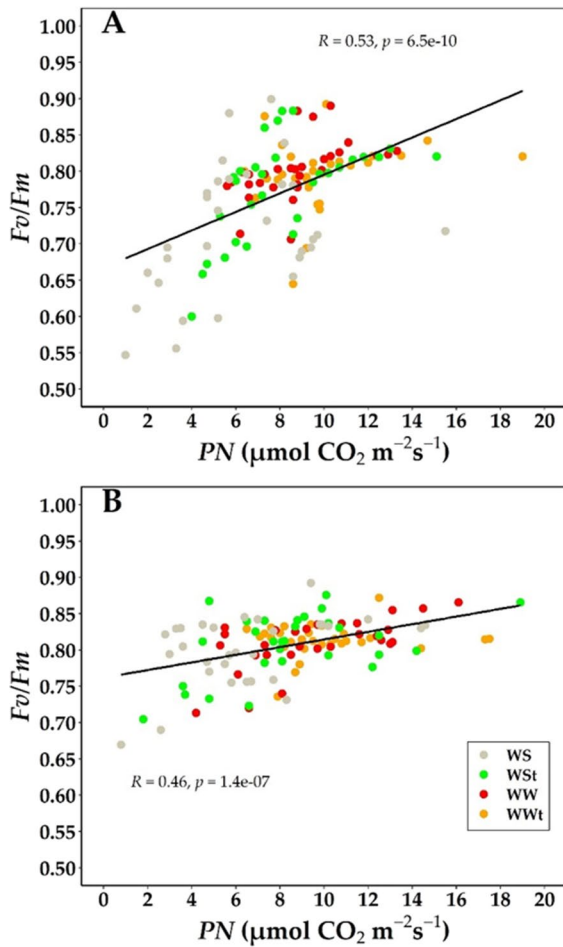 A
R = 0.53, p = 6.5e-10
1.00
0.95
0.90
0.85
0.80
0.75
0.70
0.65
0.60
0.55
0.50
Fv/Fm
0 2 4 6 8 10 12 14 16 18 20
PN (μmol CO₂ m⁻²s⁻¹)
B
1.00
0.95
0.90
0.85
0.80
0.75
0.70
0.65
0.60
0.55
0.50
Fv/Fm
R = 0.46, p = 1.4e-07
WS
WSt
WW
WWt
0 2 4 6 8 10 12 14 16 18 20
PN (μmol CO₂ m⁻²s⁻¹)